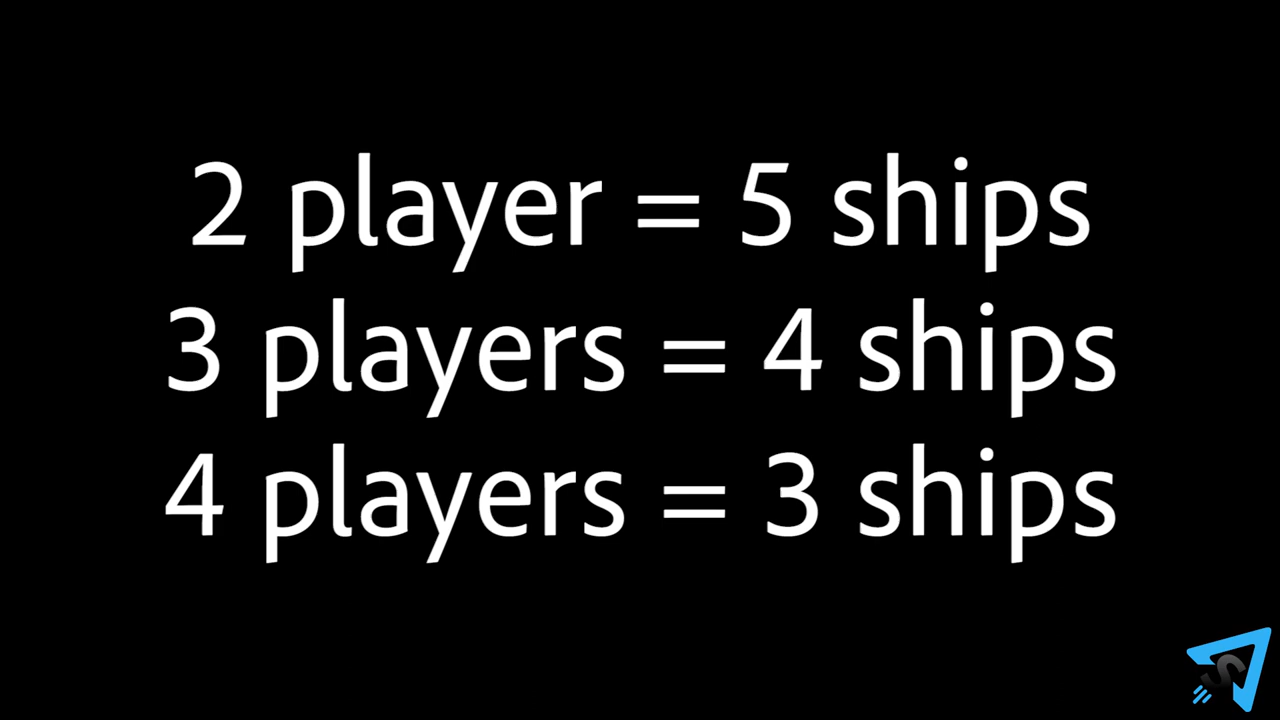 2 player = 5 ships
3 players = 4 ships
4 players = 3 ships
S